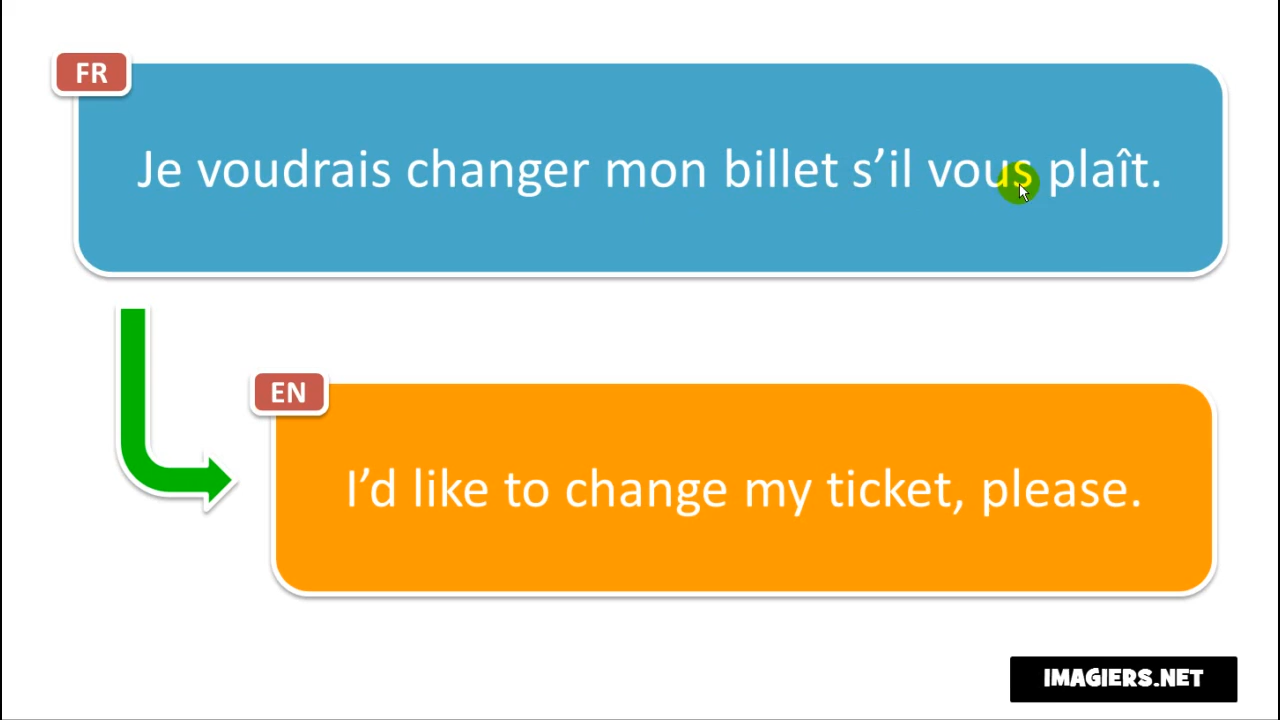 FR
Je voudrais changer mon billet s’il vous plaît.
EN
I’d like to change my ticket, please.
IMAGIERS.NET